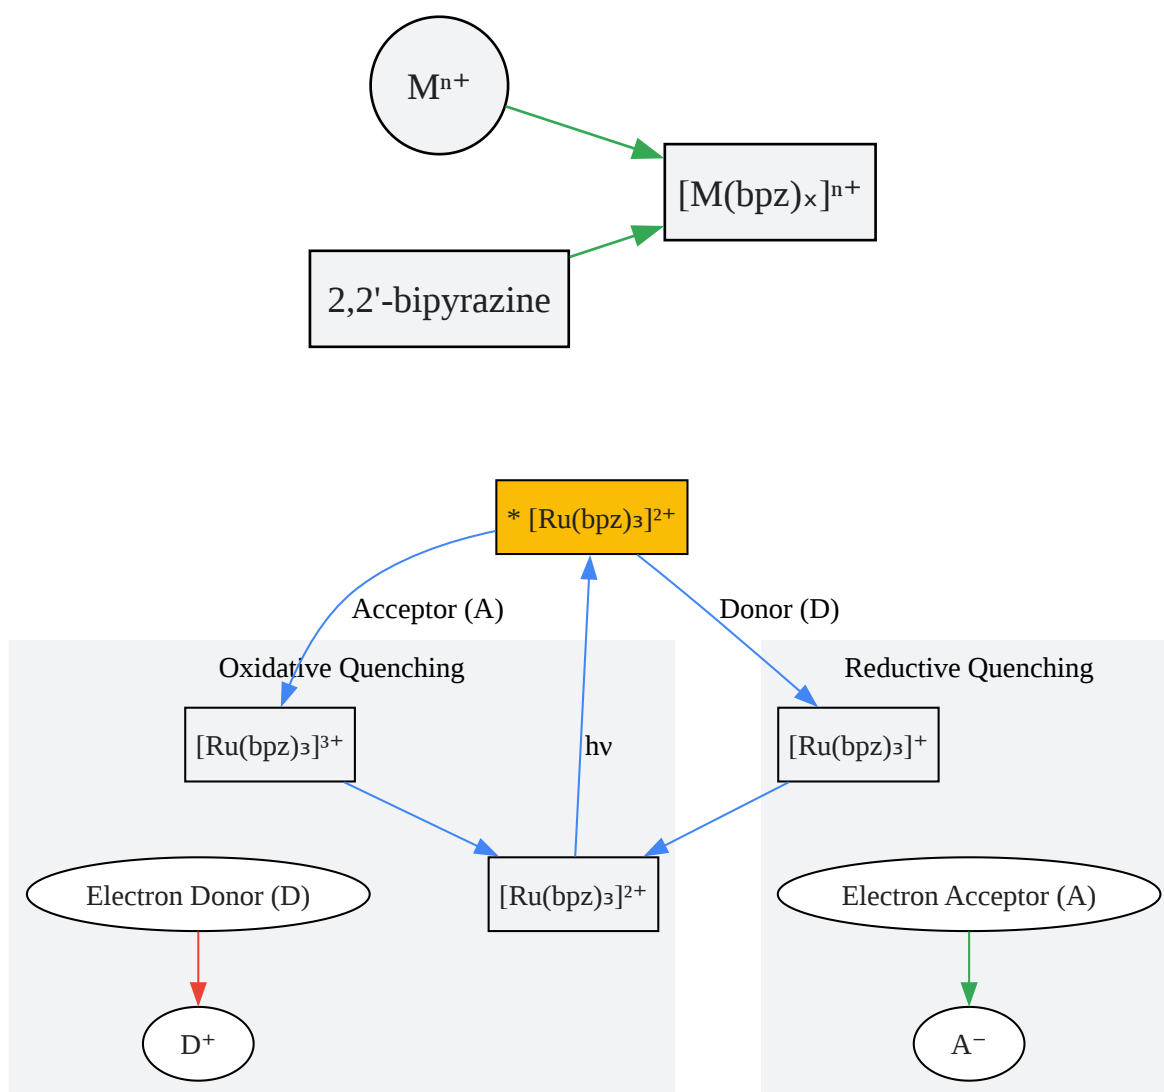 Mⁿ⁺
[M(bpz)ₓ]ⁿ⁺
2,2'-bipyrazine
* [Ru(bpz)₃]²⁺
Acceptor (A)
Donor (D)
Oxidative Quenching
Reductive Quenching
[Ru(bpz)₃]³⁺
hν
[Ru(bpz)₃]⁺
Electron Donor (D)
[Ru(bpz)₃]²⁺
Electron Acceptor (A)
D⁺
A⁻